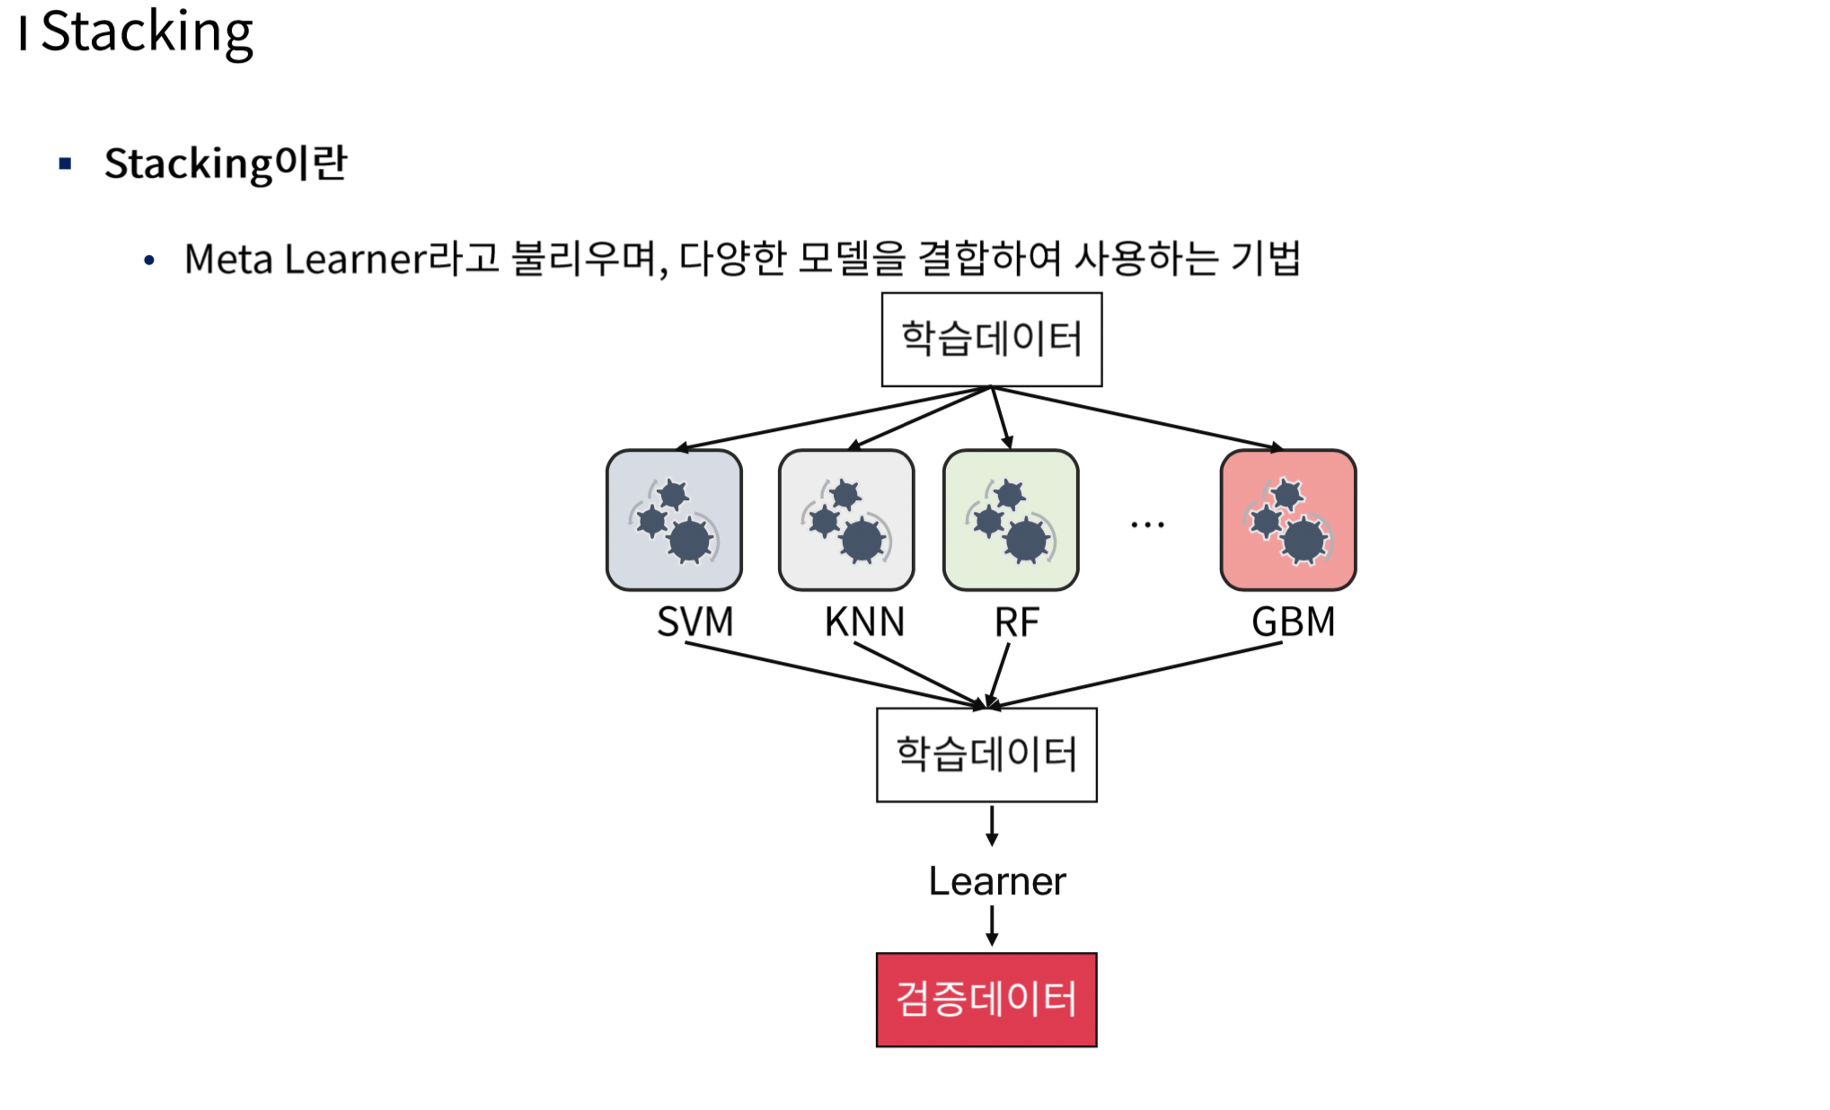 I Stacking
Stacking이란
Meta Learner라고 불리우며, 다양한 모델을 결합하여 사용하는 기법
학습데이터
...
SVM KNN RF GBM
학습데이터
Learner
검증데이터